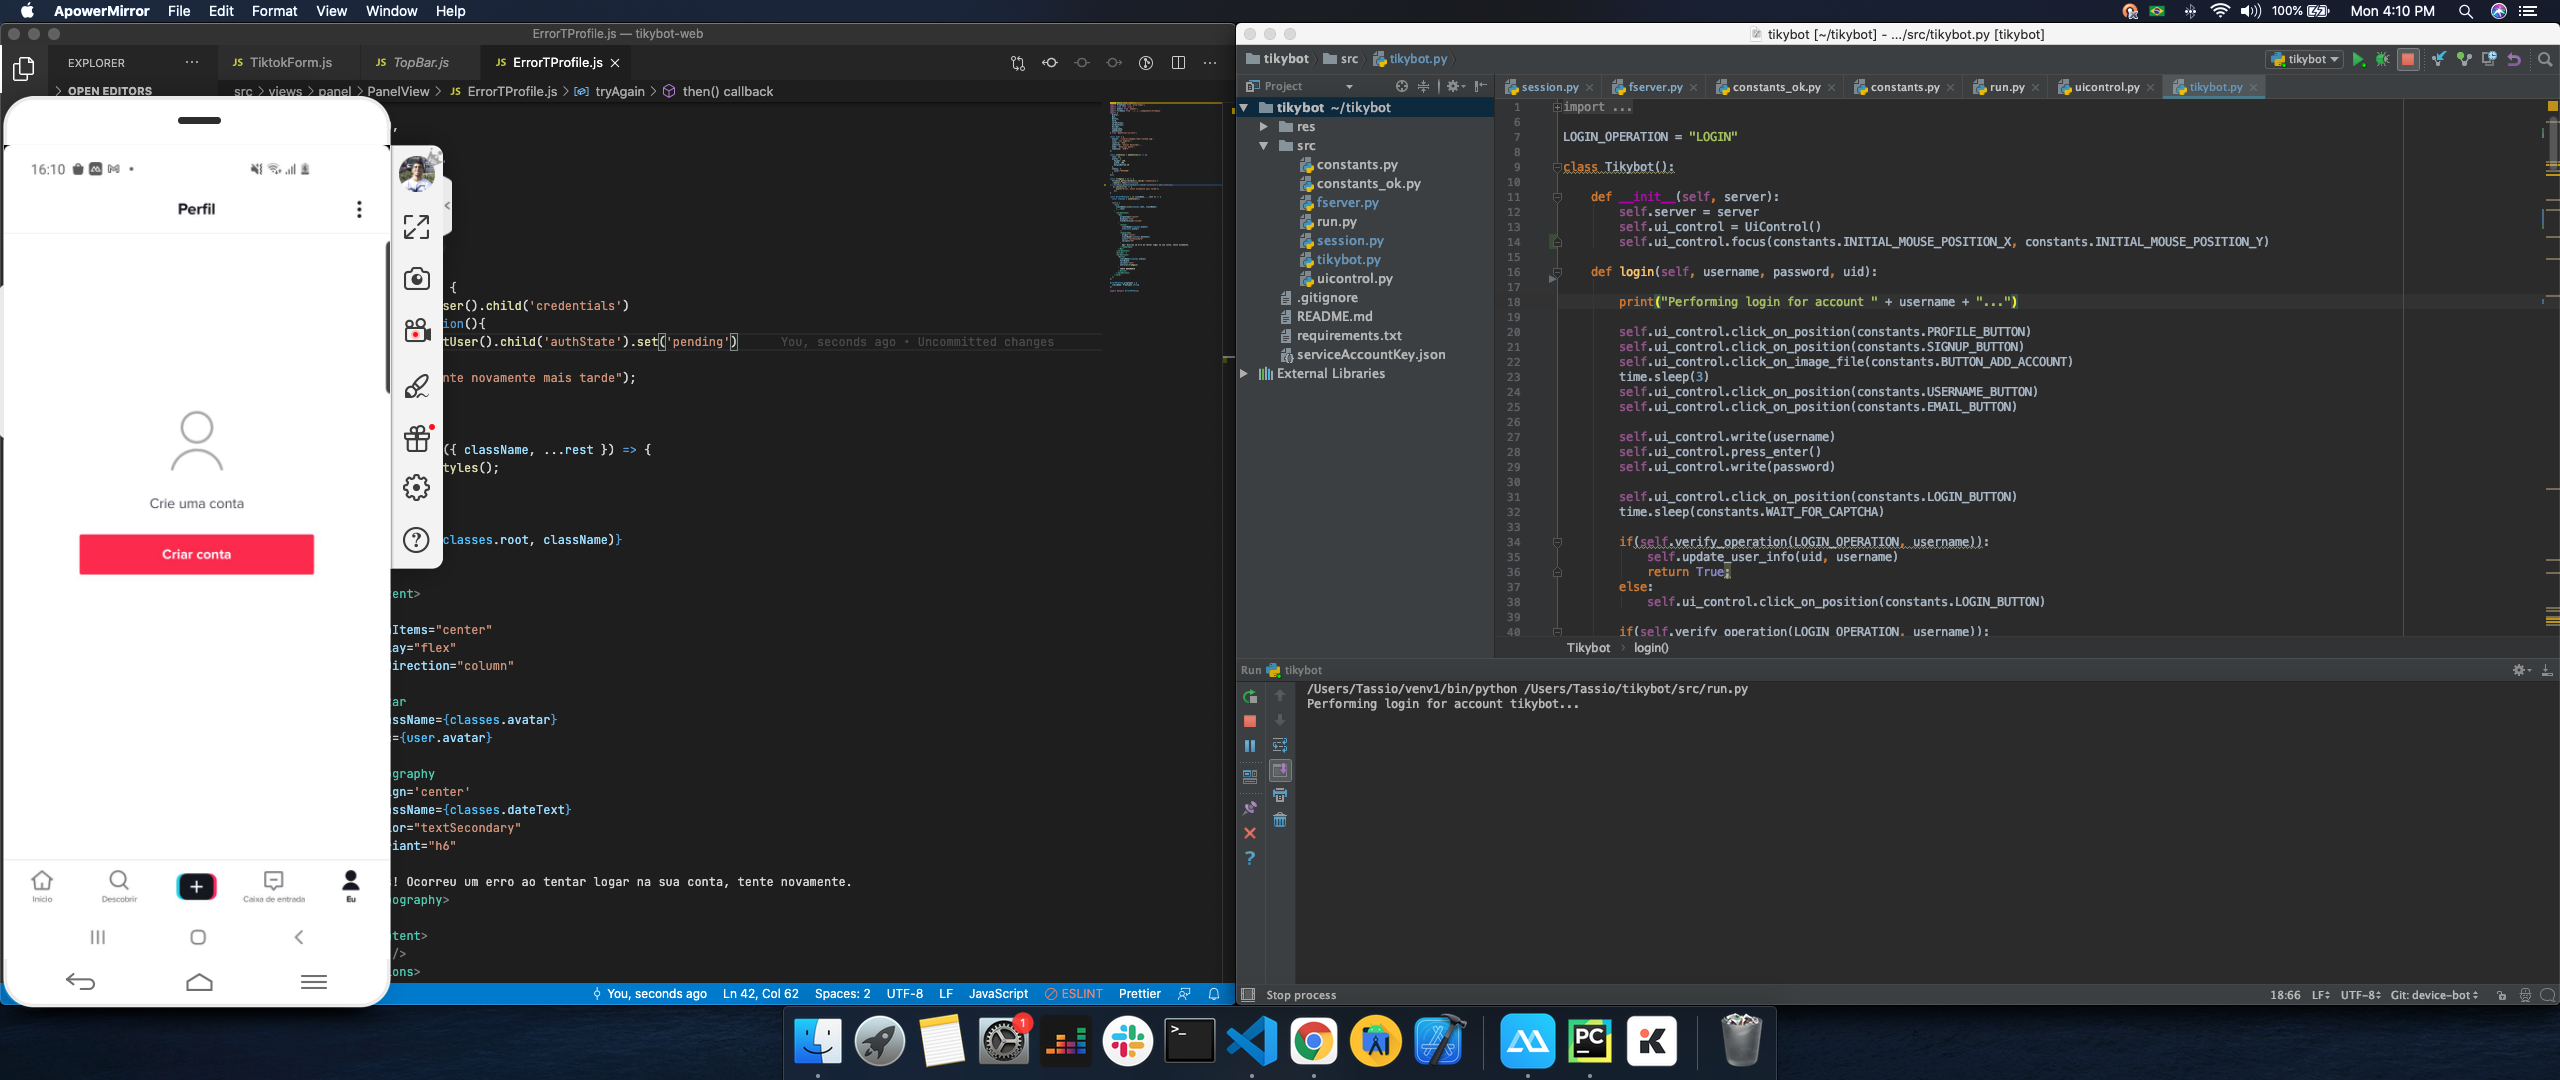 ApowerMirror File Edit Format View Window Help
100% Mon 4:10 PM
ErrorTProfile.js — tikybot-web
EXPLORER ···
JS TiktokForm.js
JS TopBar.js
JS ErrorTProfile.js ×
> OPEN EDITORS
src > views > panel > PanelView > JS ErrorTProfile.js > tryAgain > then() callback
16:10
Perfil
Crie uma conta
Criar conta
Início
Descobrir
Caixa de entrada
Eu
,
{
ser().child('credentials')
ion(){
tUser().child('authState').set('pending')
You, seconds ago • Uncommitted changes
nte novamente mais tarde");
({ className, ...rest }) => {
tyles();
classes.root, className)}
tent>
Items="center"
lay="flex"
irection="column"
ar
ssName={classes.avatar}
={user.avatar}
ography
ign='center'
ssName={classes.dateText}
or="textSecondary"
iant="h6"
! Ocorreu um erro ao tentar logar na sua conta, tente novamente.
ography>
tent>
/>
ons>
You, seconds ago Ln 42, Col 62 Spaces: 2 UTF-8 LF JavaScript ESLINT Prettier
tikybot [~/tikybot] - .../src/tikybot.py [tikybot]
tikybot src tikybot.py
tikybot
Project
session.py × fserver.py × constants_ok.py × constants.py × run.py × uicontrol.py × tikybot.py ×
tikybot ~/tikybot
res
src
constants.py
constants_ok.py
fserver.py
run.py
session.py
tikybot.py
uicontrol.py
.gitignore
README.md
requirements.txt
serviceAccountKey.json
External Libraries
1 import ...
6
7 LOGIN_OPERATION = "LOGIN"
8
9 class Tikybot():
10
11 def __init__(self, server):
12 self.server = server
13 self.ui_control = UiControl()
14 self.ui_control.focus(constants.INITIAL_MOUSE_POSITION_X, constants.INITIAL_MOUSE_POSITION_Y)
15
16 def login(self, username, password, uid):
17
18 print("Performing login for account " + username + "...")
19
20 self.ui_control.click_on_position(constants.PROFILE_BUTTON)
21 self.ui_control.click_on_position(constants.SIGNUP_BUTTON)
22 self.ui_control.click_on_image_file(constants.BUTTON_ADD_ACCOUNT)
23 time.sleep(3)
24 self.ui_control.click_on_position(constants.USERNAME_BUTTON)
25 self.ui_control.click_on_position(constants.EMAIL_BUTTON)
26
27 self.ui_control.write(username)
28 self.ui_control.press_enter()
29 self.ui_control.write(password)
30
31 self.ui_control.click_on_position(constants.LOGIN_BUTTON)
32 time.sleep(constants.WAIT_FOR_CAPTCHA)
33
34 if(self.verify_operation(LOGIN_OPERATION, username)):
35 self.update_user_info(uid, username)
36 return True;
37 else:
38 self.ui_control.click_on_position(constants.LOGIN_BUTTON)
39
40 if(self.verify_operation(LOGIN_OPERATION, username)):
Tikybot › login()
Run tikybot
/Users/Tassio/venv1/bin/python /Users/Tassio/tikybot/src/run.py
Performing login for account tikybot...
Stop process
18:66 LF UTF-8 Git: device-bot
1
>_
PC
K